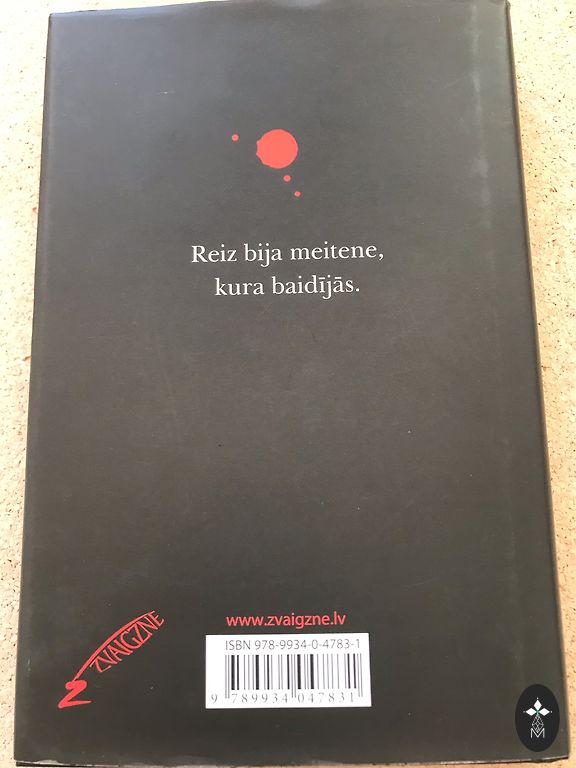 Reiz bija meitene,
kura baidījās.
www.zvaigzne.lv
ZVAIGZNE
ISBN 978-9934-0-4783-1
9 789934 047831
M